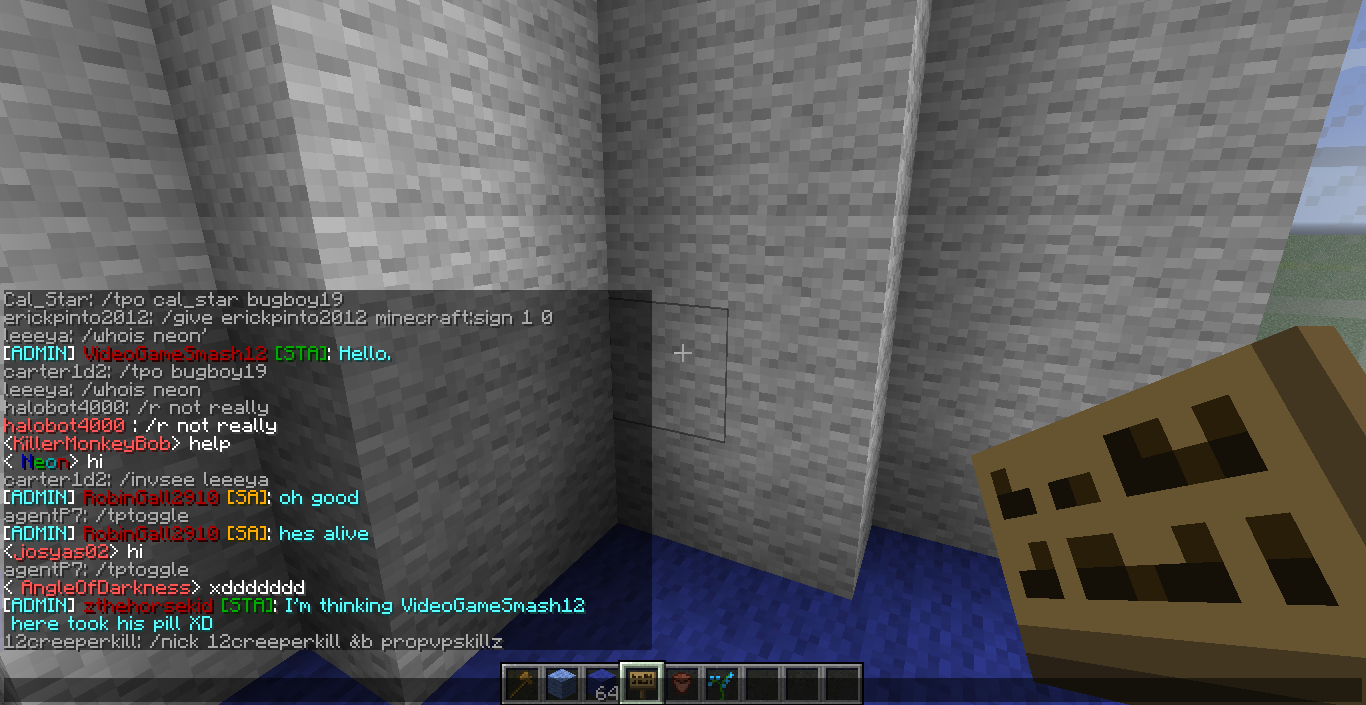 Cal_Star: /tpo cal_star bugboy19
erickpinto2012: /give erickpinto2012 minecraft:sign 1 0
leeeya: /whois neon'
[ADMIN] VideoGameSmash12 [STA]: Hello.
carter1d2: /tpo bugboy19
leeeya: /whois neon
halobot4000: /r not really
halobot4000 : /r not really
<KillerMonkeyBob> help
< Neon> hi
carter1d2: /invsee leeeya
[ADMIN] RobinGall2910 [SA]: oh good
agentP7: /tptoggle
[ADMIN] RobinGall2910 [SA]: hes alive
<josyas02> hi
agentP7: /tptoggle
< AngleOfDarkness> xddddddd
[ADMIN] zthehorsekid [STA]: I'm thinking VideoGameSmash12
here took his pill XD
12creeperkill: /nick 12creeperkill &b propvpskillz
64